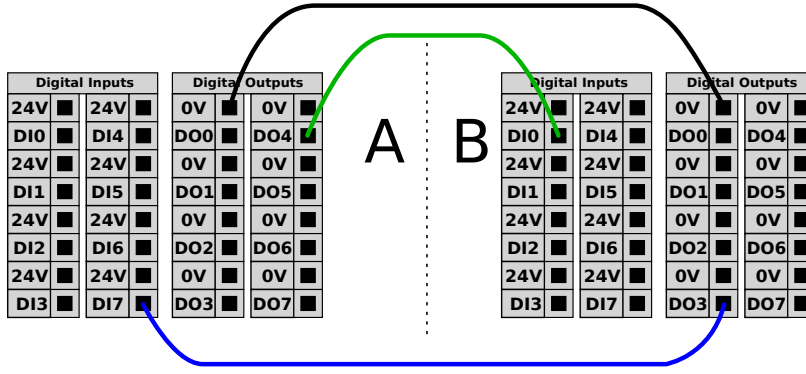 Digital Inputs Digital Outputs Digital Inputs Digital Outputs
24V 24V 0V 0V 24V 24V 0V 0V
DI0 DI4 DO0 DO4 A B DI0 DI4 DO0 DO4
24V 24V 0V 0V 24V 24V 0V 0V
DI1 DI5 DO1 DO5 DI1 DI5 DO1 DO5
24V 24V 0V 0V 24V 24V 0V 0V
DI2 DI6 DO2 DO6 DI2 DI6 DO2 DO6
24V 24V 0V 0V 24V 24V 0V 0V
DI3 DI7 DO3 DO7 DI3 DI7 DO3 DO7